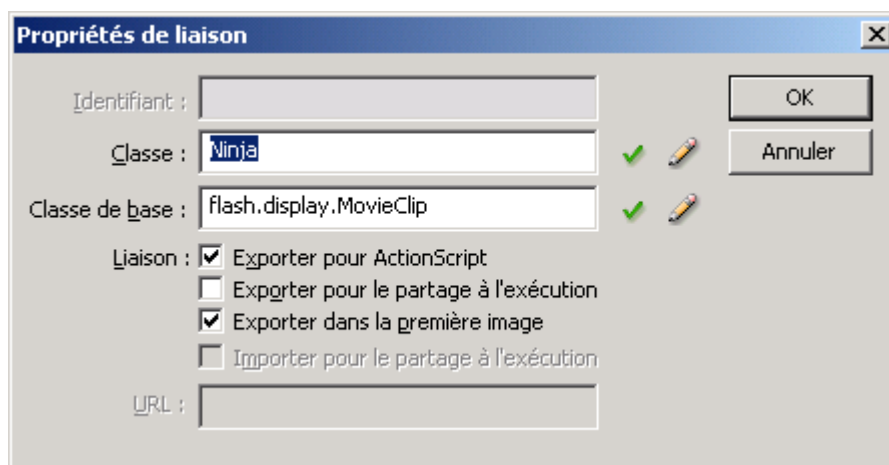 Propriétés de liaison
Identifiant :
OK
Classe : Ninja
Annuler
Classe de base : flash.display.MovieClip
Liaison : Exporter pour ActionScript
Exporter pour le partage à l'exécution
Exporter dans la première image
Importer pour le partage à l'exécution
URL :